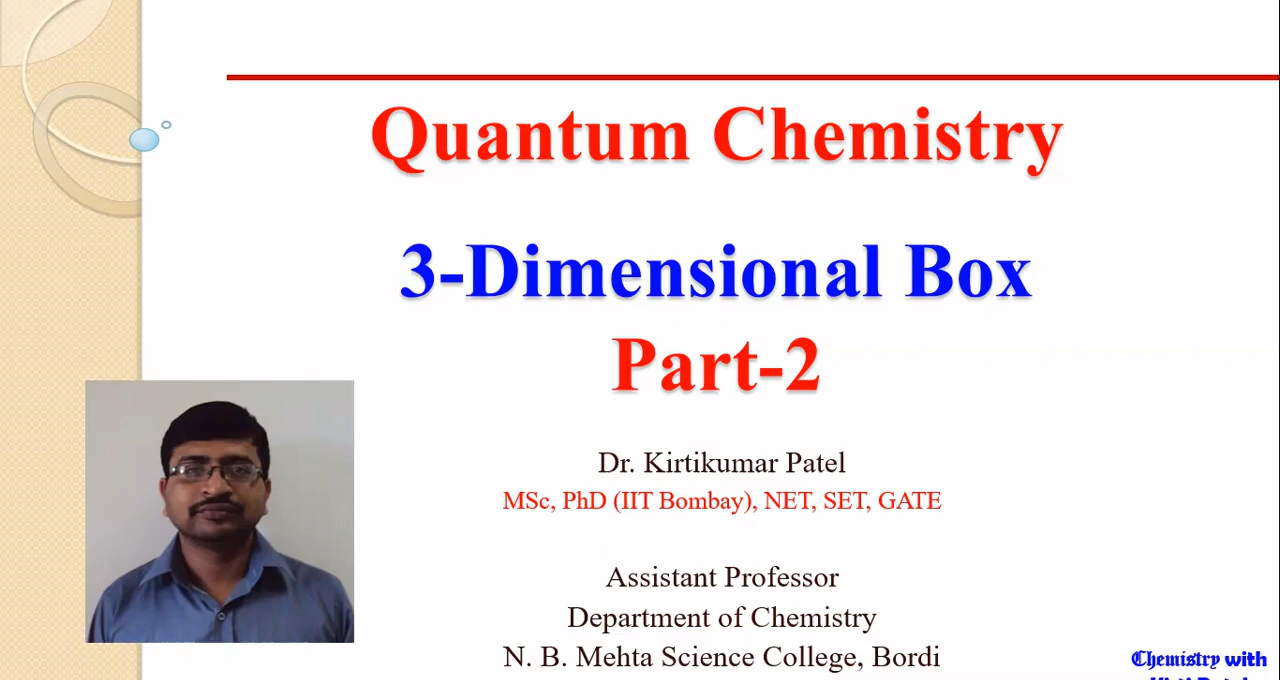 Quantum Chemistry
3-Dimensional Box
Part-2
Dr. Kirtikumar Patel
MSc, PhD (IIT Bombay), NET, SET, GATE
Assistant Professor
Department of Chemistry
N. B. Mehta Science College, Bordi
Chemistry with